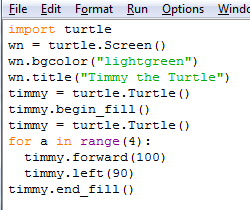 File Edit Format Run Options Windo
import turtle
wn = turtle.Screen()
wn.bgcolor("lightgreen")
wn.title("Timmy the Turtle")
timmy = turtle.Turtle()
timmy.begin_fill()
timmy = turtle.Turtle()
for a in range(4):
  timmy.forward(100)
  timmy.left(90)
timmy.end_fill()